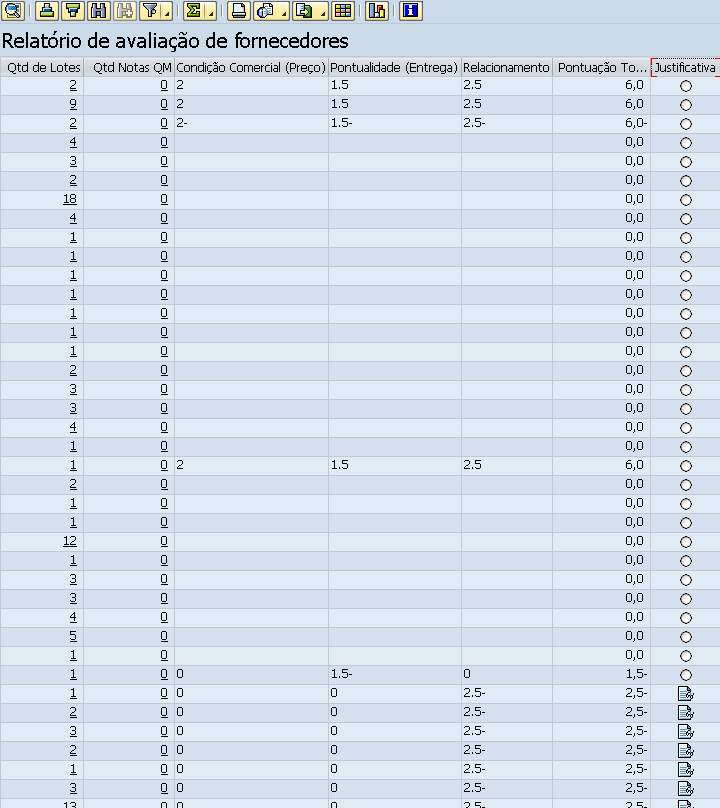 Relatório de avaliação de fornecedores
Qtd de Lotes Qtd Notas QM Condição Comercial (Preço) Pontualidade (Entrega) Relacionamento Pontuação To... Justificativa
2 0 2 1.5 2.5 6,0
9 0 2 1.5 2.5 6,0
2 0 2- 1.5- 2.5- 6,0-
4 0 0,0
3 0 0,0
2 0 0,0
18 0 0,0
4 0 0,0
1 0 0,0
1 0 0,0
1 0 0,0
1 0 0,0
1 0 0,0
1 0 0,0
1 0 0,0
2 0 0,0
3 0 0,0
3 0 0,0
4 0 0,0
1 0 0,0
1 0 2 1.5 2.5 6,0
2 0 0,0
1 0 0,0
1 0 0,0
12 0 0,0
1 0 0,0
3 0 0,0
3 0 0,0
4 0 0,0
5 0 0,0
1 0 0,0
1 0 0 1.5- 0 1,5-
1 0 0 0 2.5- 2,5-
2 0 0 0 2.5- 2,5-
3 0 0 0 2.5- 2,5-
2 0 0 0 2.5- 2,5-
1 0 0 0 2.5- 2,5-
3 0 0 0 2.5- 2,5-
13 0 0 0 2.5- 2,5-